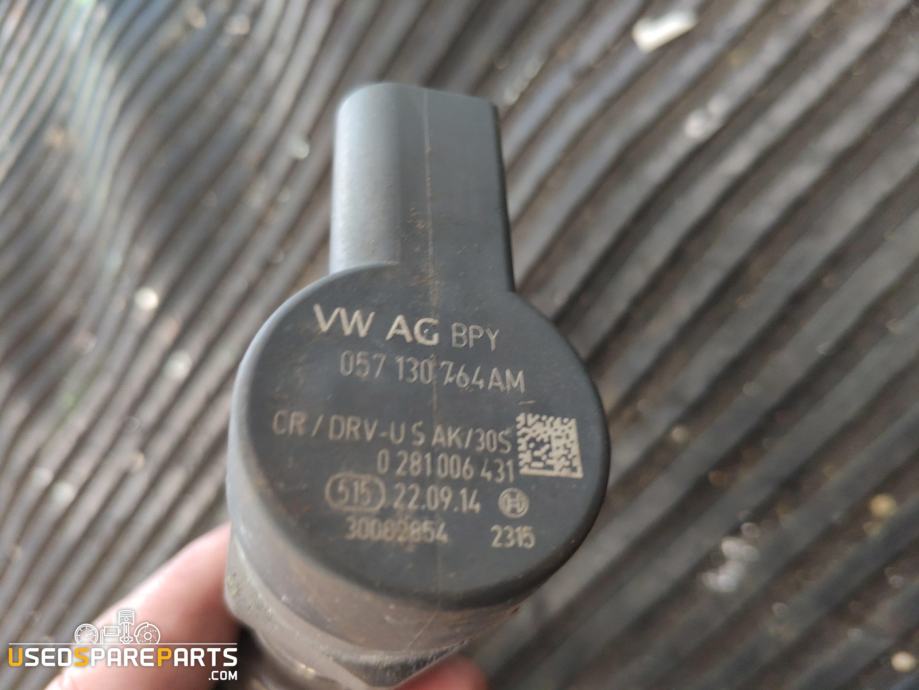 VW AG BPY
057 130 764AM
CR / DRV-U S AK/30S
0 281 006 431
515 22.09.14
30082854 2315
USEDSPAREPARTS
.COM